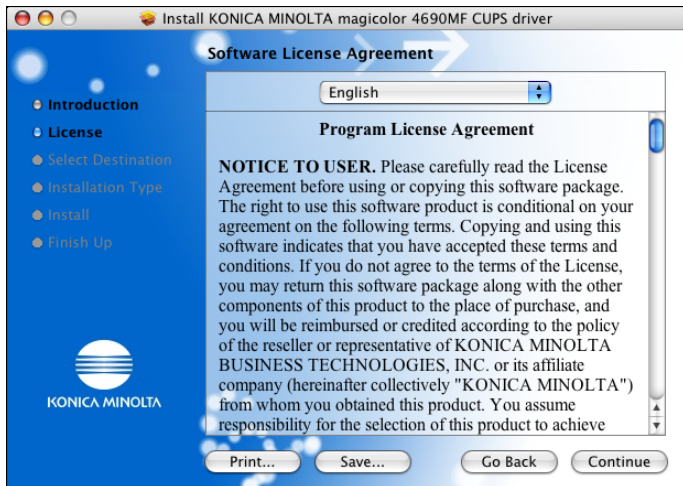 Install KONICA MINOLTA magicolor 4690MF CUPS driver
Software License Agreement
Introduction
License
Select Destination
Installation Type
Install
Finish Up
KONICA MINOLTA
English
Program License Agreement
NOTICE TO USER. Please carefully read the License
Agreement before using or copying this software package.
The right to use this software product is conditional on your
agreement on the following terms. Copying and using this
software indicates that you have accepted these terms and
conditions. If you do not agree to the terms of the License,
you may return this software package along with the other
components of this product to the place of purchase, and
you will be reimbursed or credited according to the policy
of the reseller or representative of KONICA MINOLTA
BUSINESS TECHNOLOGIES, INC. or its affiliate
company (hereinafter collectively "KONICA MINOLTA")
from whom you obtained this product. You assume
responsibility for the selection of this product to achieve
Print...
Save...
Go Back
Continue